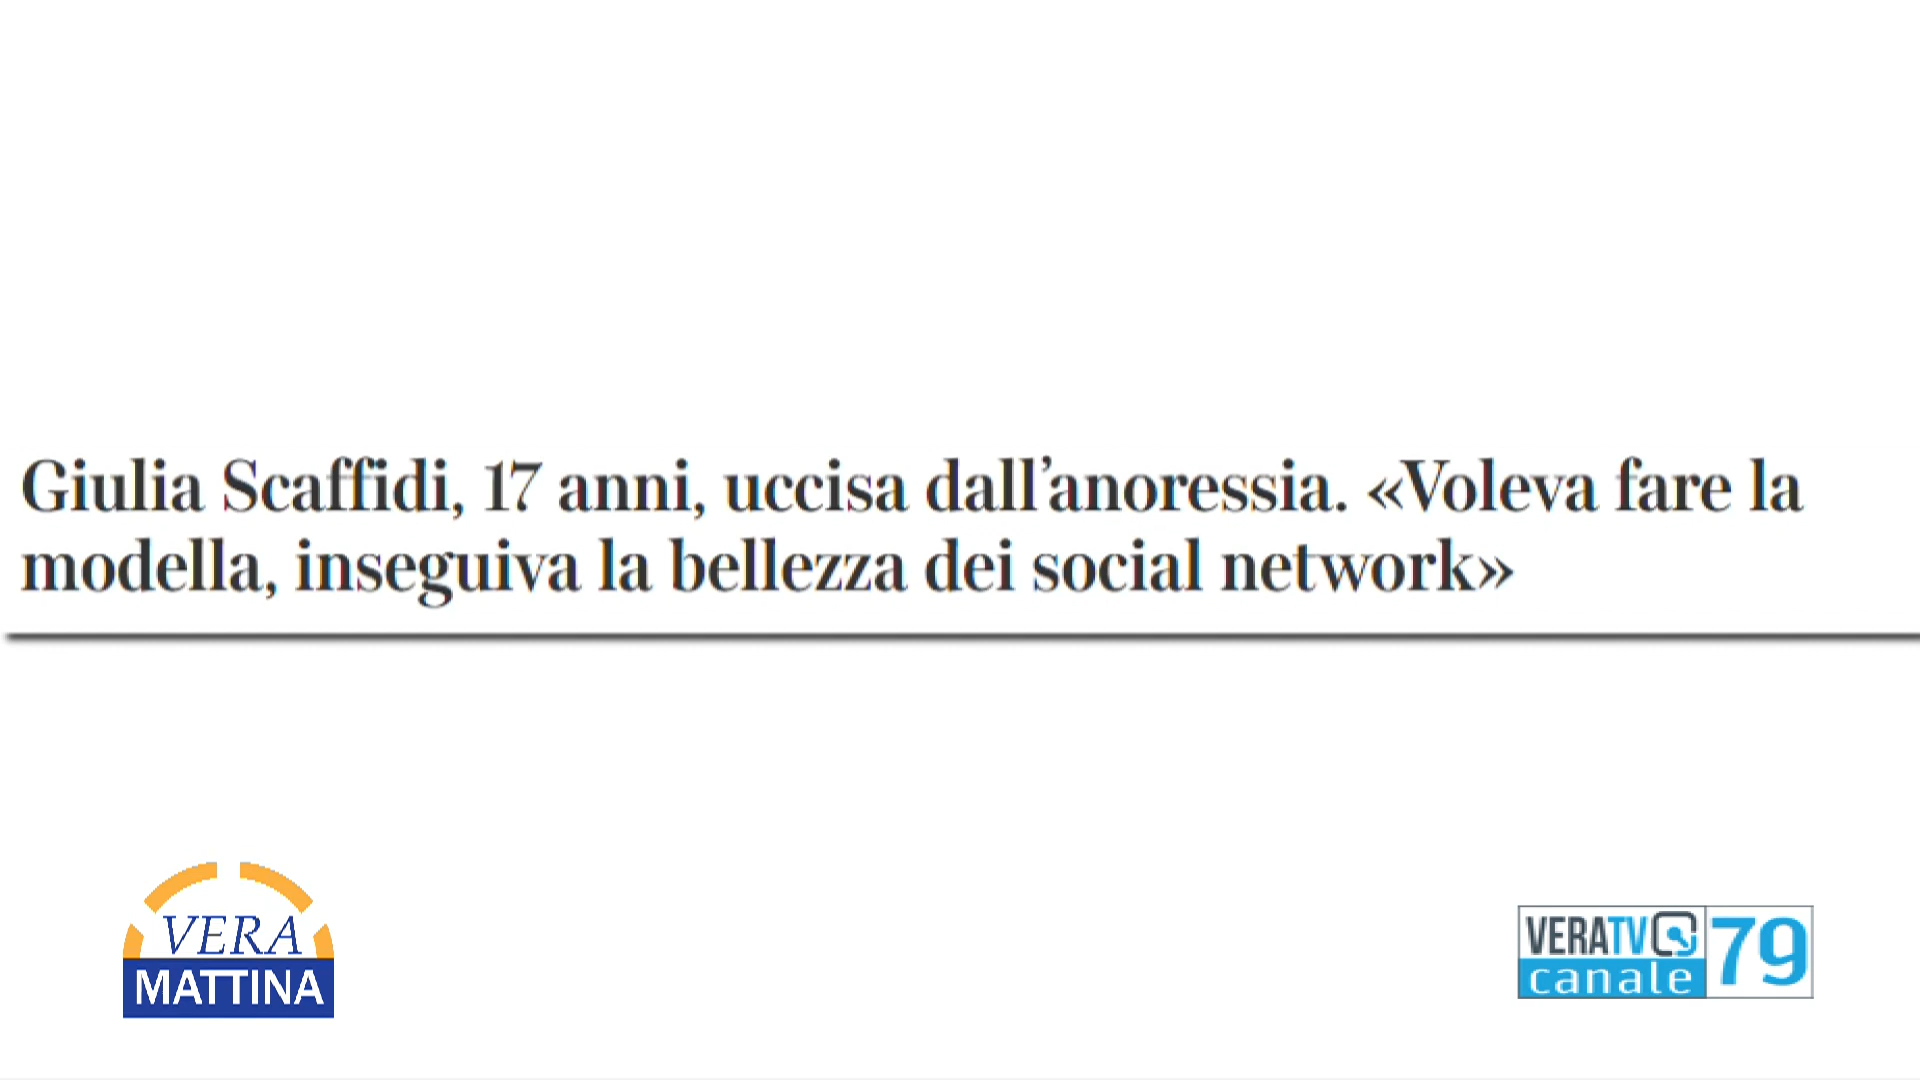 Giulia Scaffidi, 17 anni, uccisa dall’anoressia. «Voleva fare la
modella, inseguiva la bellezza dei social network»
VERA
MATTINA
VERATV
canale
79